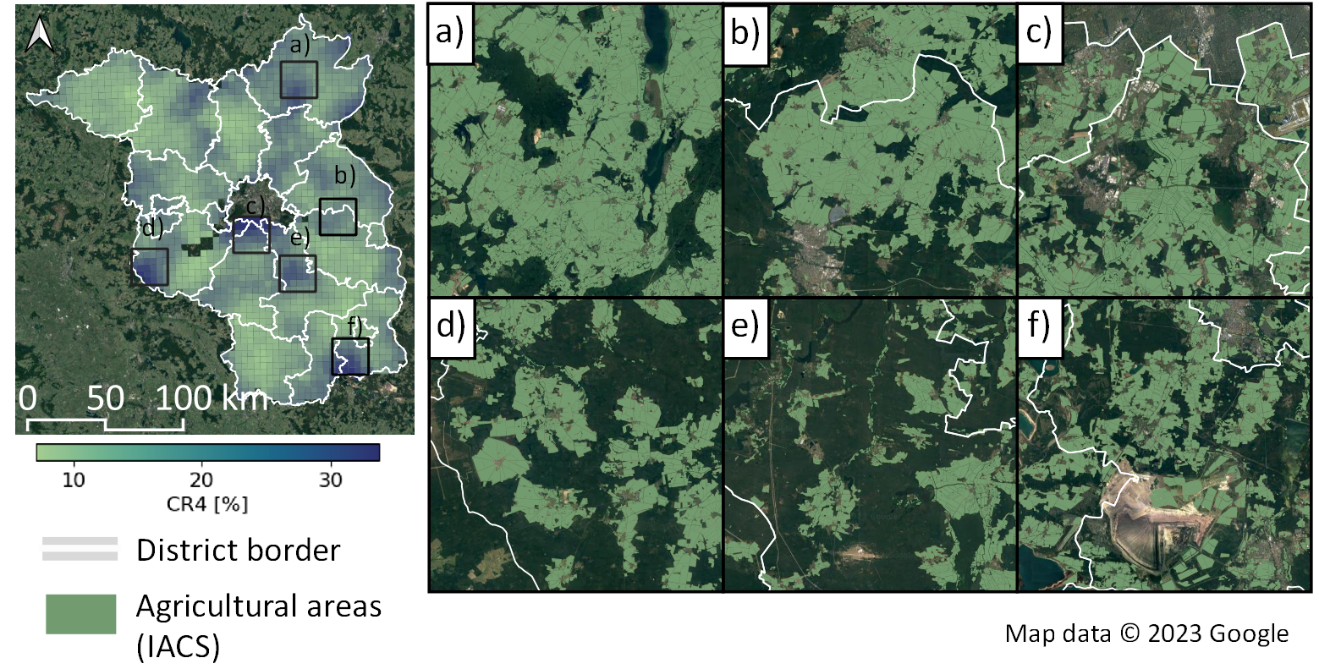 a)
b)
c)
d)
e)
f)
0 50 100 km
10 20 30
CR4 [%]
District border
Agricultural areas
(IACS)
a)
b)
c)
d)
e)
f)
Map data © 2023 Google